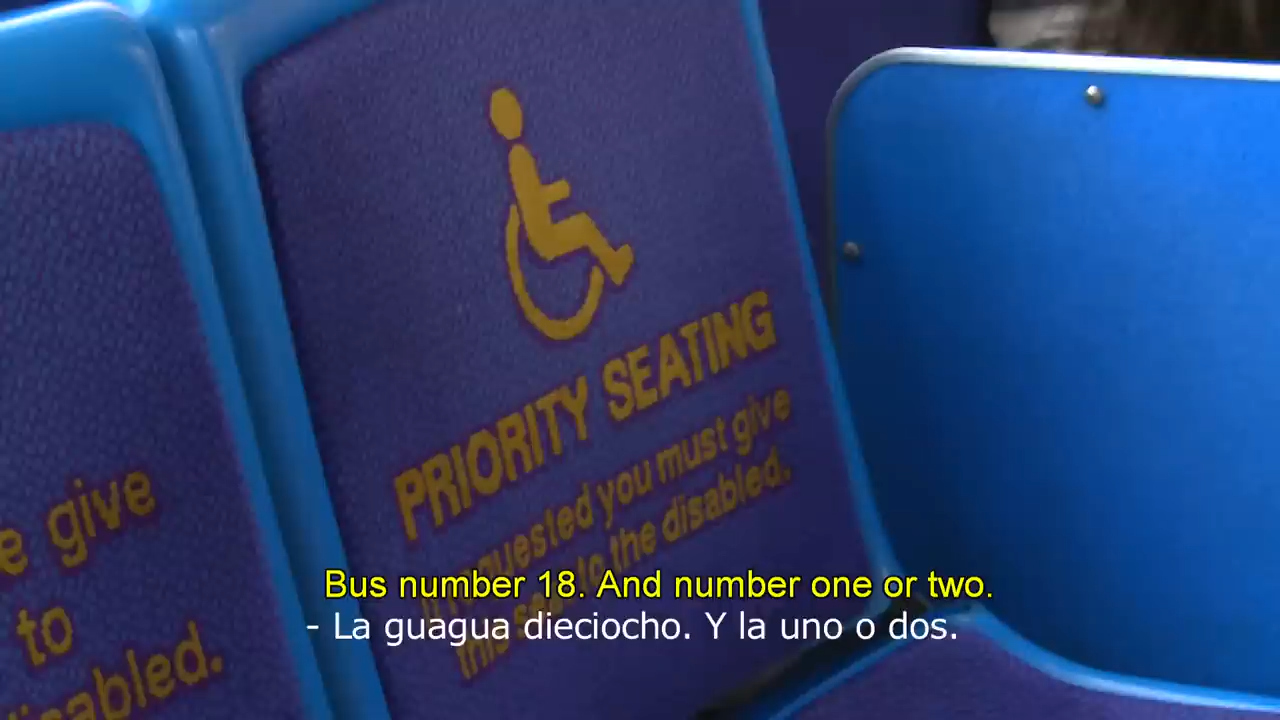 PRIORITY SEATING
If requested you must give
this seat to the disabled.
e give
to
isabled.
Bus number 18. And number one or two.
- La guagua dieciocho. Y la uno o dos.